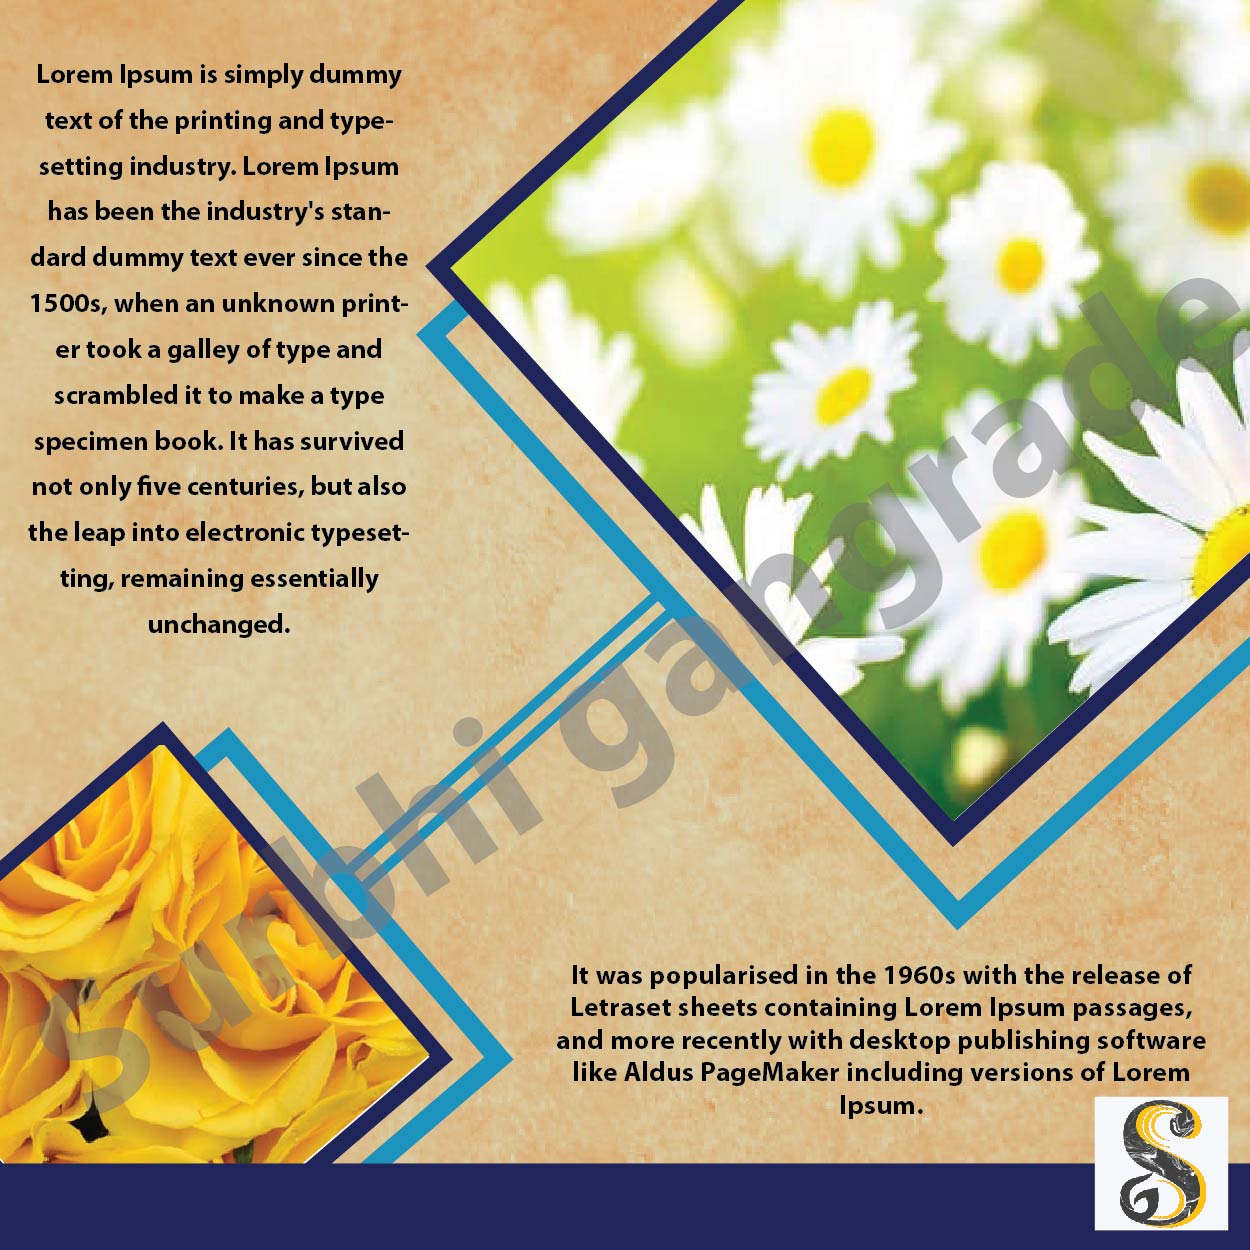 Lorem Ipsum is simply dummy
text of the printing and type-
setting industry. Lorem Ipsum
has been the industry's stan-
dard dummy text ever since the
1500s, when an unknown print-
er took a galley of type and
scrambled it to make a type
specimen book. It has survived
not only five centuries, but also
the leap into electronic typeset-
ting, remaining essentially
unchanged.
Surbhi gangrade
It was popularised in the 1960s with the release of
Letraset sheets containing Lorem Ipsum passages,
and more recently with desktop publishing software
like Aldus PageMaker including versions of Lorem
Ipsum.
S